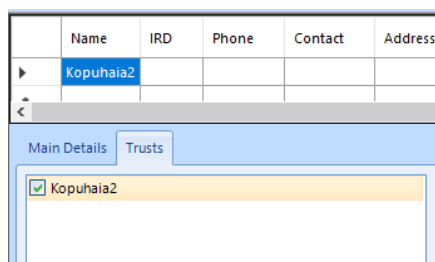 Name IRD Phone Contact Address
Kopuhaia2
Main Details Trusts
Kopuhaia2